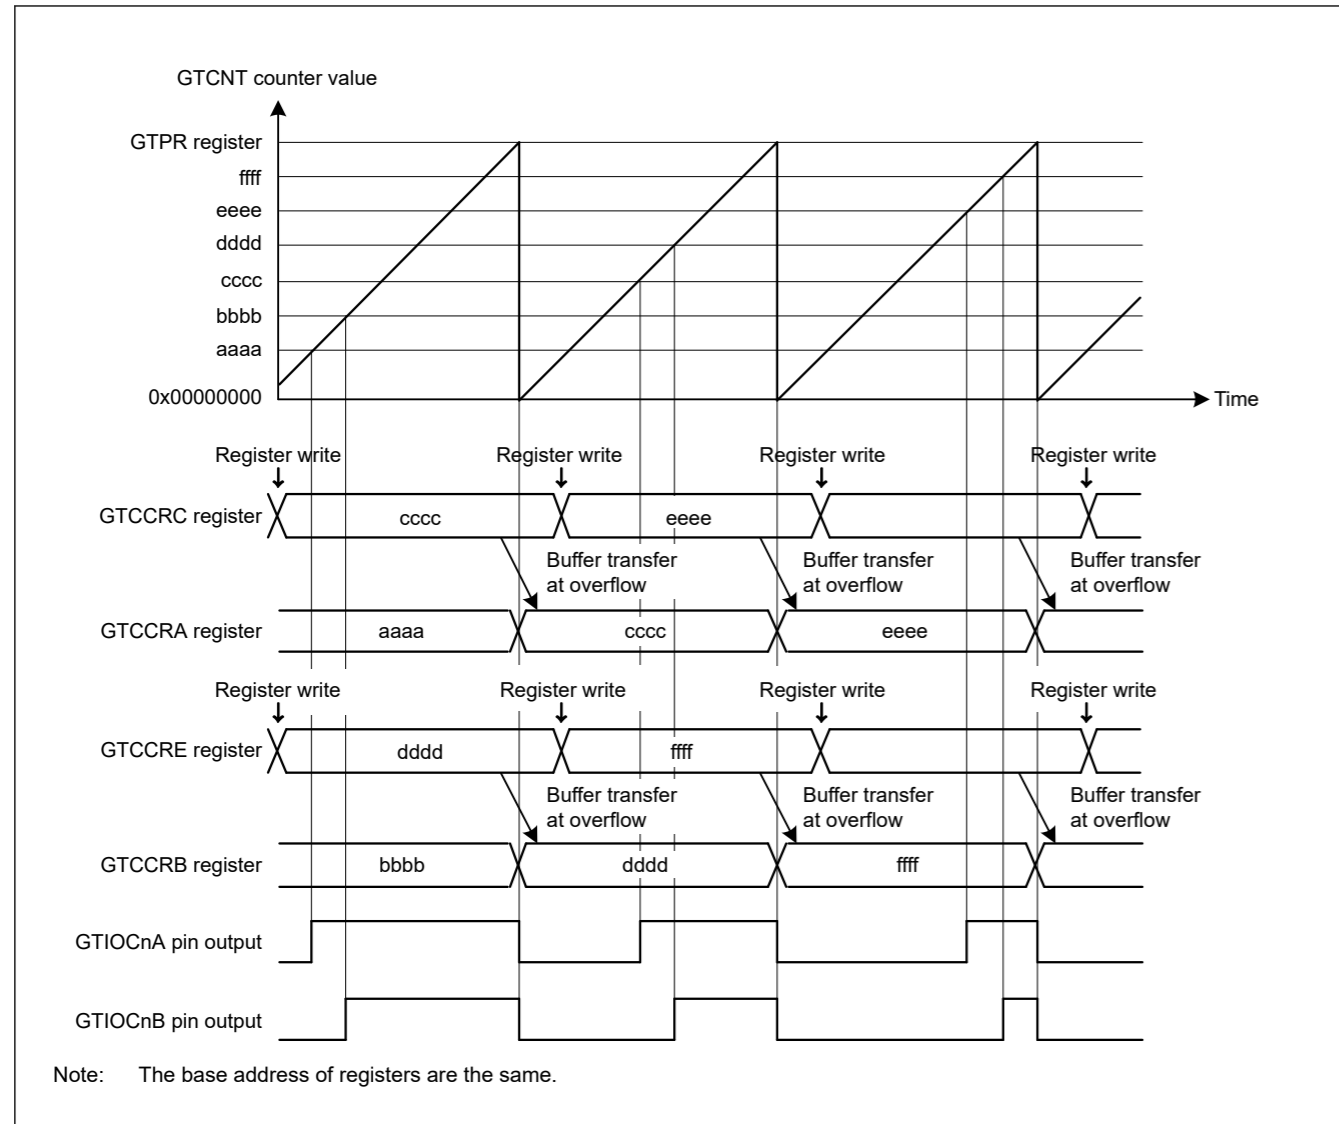 GTCNT counter value
GTPR register
ffff
eeee
dddd
cccc
bbbb
aaaa
0x00000000
Time
Register write Register write Register write Register write
GTCCRC register cccc eeee
Buffer transfer at overflow Buffer transfer at overflow Buffer transfer at overflow
GTCCRA register aaaa cccc eeee
Register write Register write Register write Register write
GTCCRE register dddd ffff
Buffer transfer at overflow Buffer transfer at overflow Buffer transfer at overflow
GTCCRB register bbbb dddd ffff
GTIOCnA pin output
GTIOCnB pin output
Note: The base address of registers are the same.